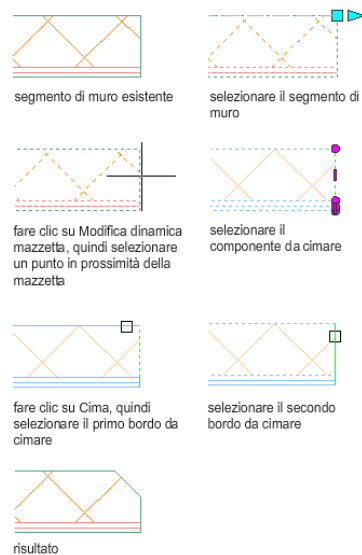 segmento di muro esistente
selezionare il segmento di
muro
fare clic su Modifica dinamica
mazzetta, quindi selezionare
un punto in prossimità della
mazzetta
selezionare il
componente da cimare
fare clic su Cima, quindi
selezionare il primo bordo da
cimare
selezionare il secondo
bordo da cimare
risultato